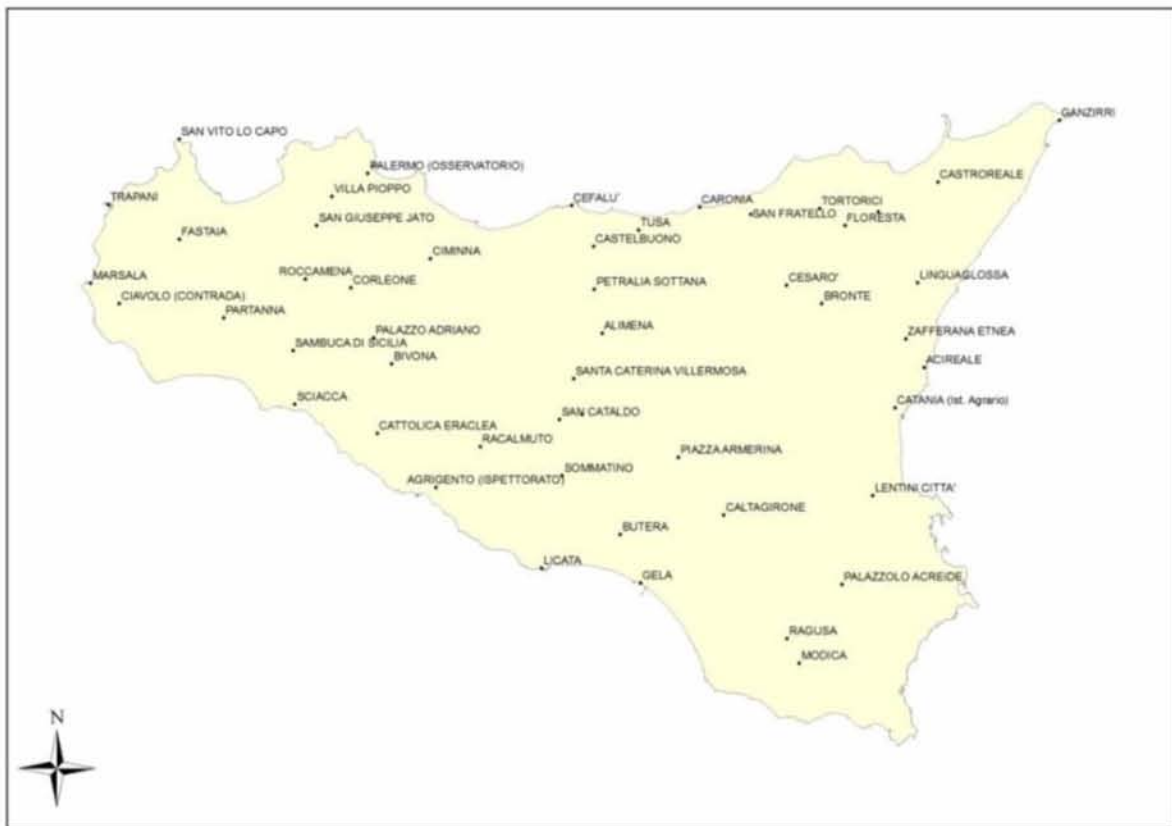 GANZIRRI
SAN VITO LO CAPO
PALERMO (OSSERVATORIO)
CASTROREALE
VILLA PIOPPO
TRAPANI
CEFALU'
CARONIA
TORTORICI
SAN FRATELLO
FLORESTA
SAN GIUSEPPE JATO
TUSA
FASTAIA
CASTELBUONO
CIMINNA
MARSALA
ROCCAMENA
CORLEONE
PETRALIA SOTTANA
CESARO'
LINGUAGLOSSA
CIAVOLO (CONTRADA)
BRONTE
PARTANNA
PALAZZO ADRIANO
ALIMENA
ZAFFERANA ETNEA
SAMBUCA DI SICILIA
BIVONA
ACIREALE
SANTA CATERINA VILLERMOSA
SCIACCA
CATANIA (Ist. Agrario)
SAN CATALDO
CATTOLICA ERACLEA
RACALMUTO
PIAZZA ARMERINA
SOMMATINO
AGRIGENTO (ISPETTORATO)
LENTINI CITTA'
CALTAGIRONE
BUTERA
LICATA
GELA
PALAZZOLO ACREIDE
RAGUSA
MODICA
N